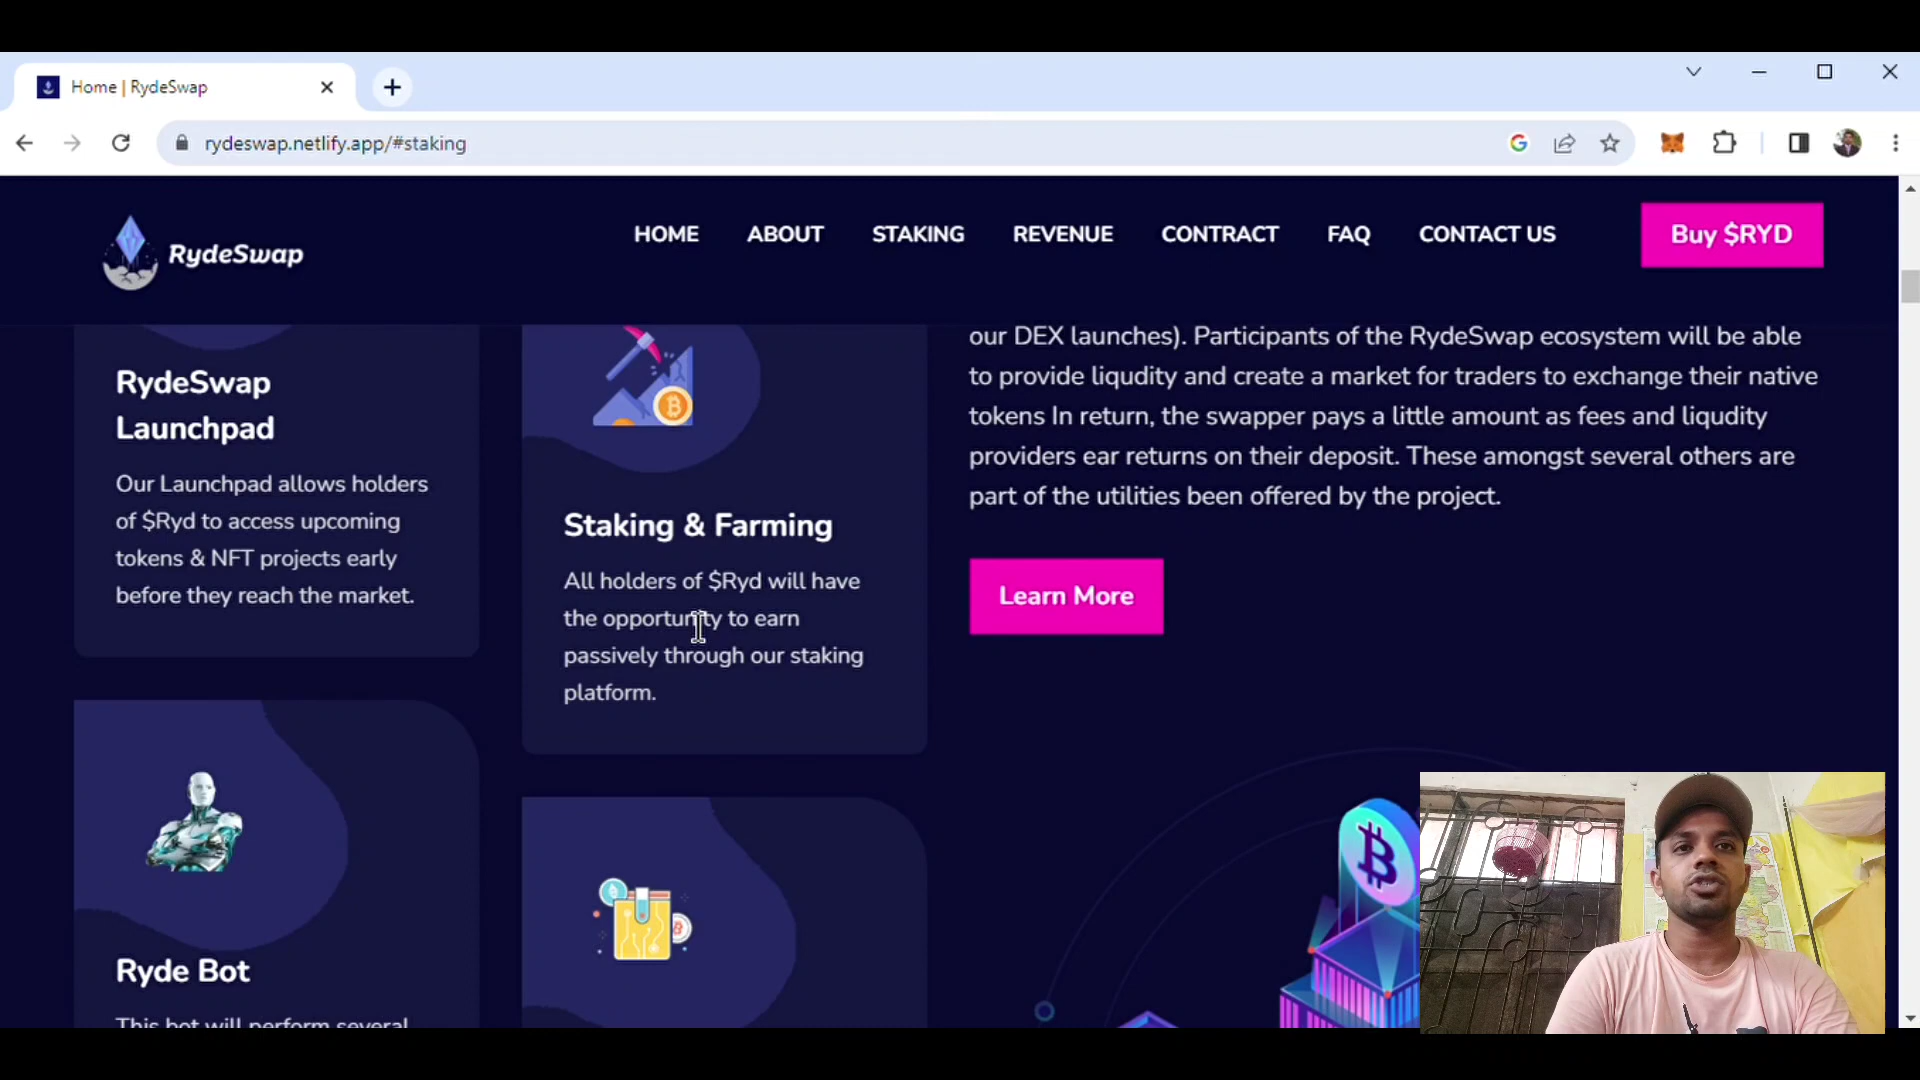 Home | RydeSwap
rydeswap.netlify.app/#staking
RydeSwap
HOME
ABOUT
STAKING
REVENUE
CONTRACT
FAQ
CONTACT US
Buy $RYD
RydeSwap
Launchpad
Our Launchpad allows holders
of $Ryd to access upcoming
tokens & NFT projects early
before they reach the market.
Staking & Farming
All holders of $Ryd will have
the opportunity to earn
passively through our staking
platform.
our DEX launches). Participants of the RydeSwap ecosystem will be able
to provide liqudity and create a market for traders to exchange their native
tokens In return, the swapper pays a little amount as fees and liqudity
providers ear returns on their deposit. These amongst several others are
part of the utilities been offered by the project.
Learn More
Ryde Bot
This bot will perform several